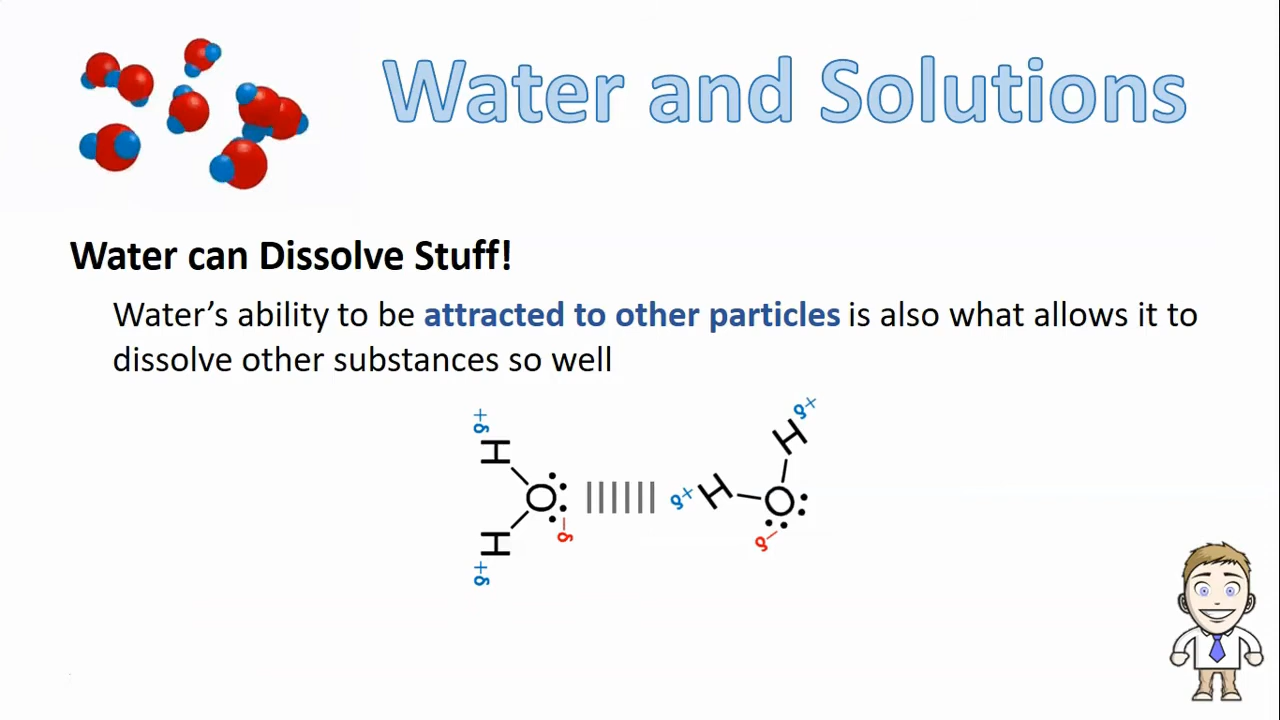 Water and Solutions
Water can Dissolve Stuff!
Water’s ability to be attracted to other particles is also what allows it to
dissolve other substances so well
δ+
H
δ+
H
O
δ−
H
δ+
δ+
H
O
δ−